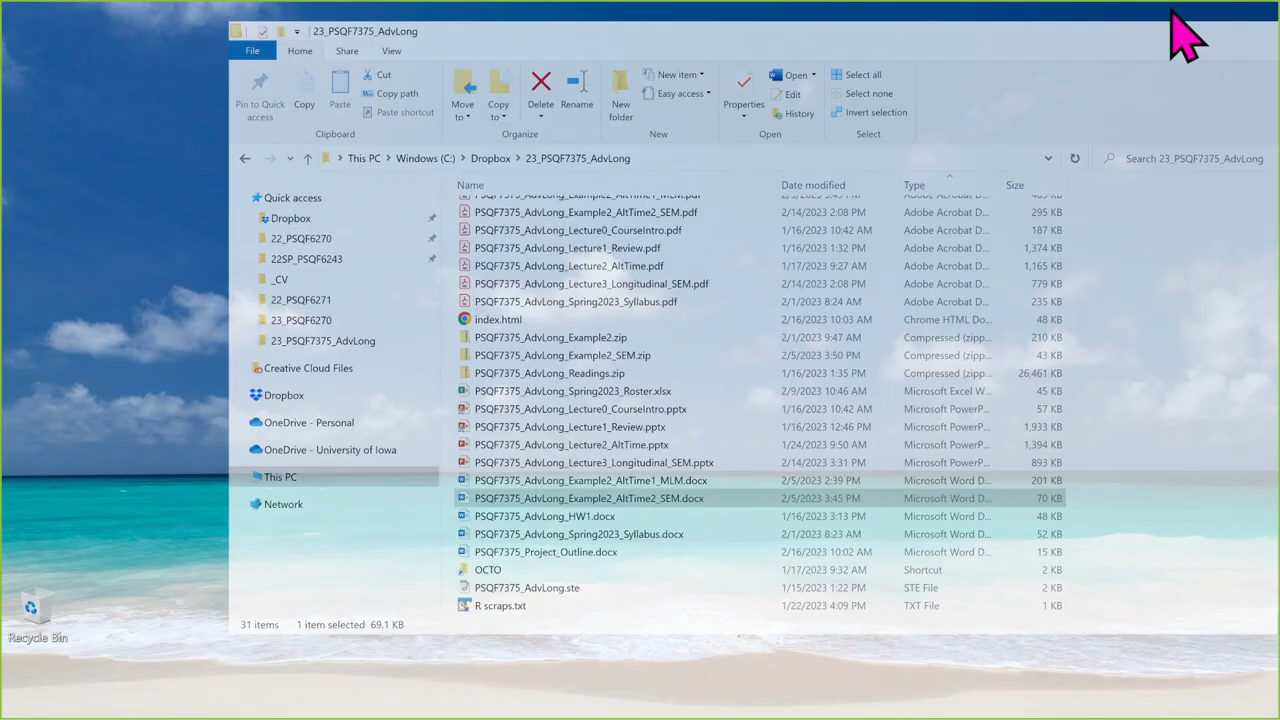 23_PSQF7375_AdvLong
File Home Share View
Pin to Quick access
Copy
Paste
Cut
Copy path
Paste shortcut
Clipboard
Move to
Copy to
Delete
Rename
Organize
New folder
New item
Easy access
New
Properties
Open
Edit
History
Open
Select all
Select none
Invert selection
Select
This PC > Windows (C:) > Dropbox > 23_PSQF7375_AdvLong
Search 23_PSQF7375_AdvLong
Quick access
Dropbox
22_PSQF6270
22SP_PSQF6243
_CV
22_PSQF6271
23_PSQF6270
23_PSQF7375_AdvLong
Creative Cloud Files
Dropbox
OneDrive - Personal
OneDrive - University of Iowa
This PC
Network
Name Date modified Type Size
PSQF7375_AdvLong_Example2_AltTime2_SEM.pdf 2/14/2023 2:08 PM Adobe Acrobat D... 295 KB
PSQF7375_AdvLong_Lecture0_CourseIntro.pdf 1/16/2023 10:42 AM Adobe Acrobat D... 187 KB
PSQF7375_AdvLong_Lecture1_Review.pdf 1/16/2023 1:32 PM Adobe Acrobat D... 1,374 KB
PSQF7375_AdvLong_Lecture2_AltTime.pdf 1/17/2023 9:27 AM Adobe Acrobat D... 1,165 KB
PSQF7375_AdvLong_Lecture3_Longitudinal_SEM.pdf 2/14/2023 2:08 PM Adobe Acrobat D... 779 KB
PSQF7375_AdvLong_Spring2023_Syllabus.pdf 2/1/2023 8:24 AM Adobe Acrobat D... 235 KB
index.html 2/16/2023 10:03 AM Chrome HTML Do... 48 KB
PSQF7375_AdvLong_Example2.zip 2/1/2023 9:47 AM Compressed (zipp... 210 KB
PSQF7375_AdvLong_Example2_SEM.zip 2/5/2023 3:50 PM Compressed (zipp... 43 KB
PSQF7375_AdvLong_Readings.zip 1/16/2023 1:35 PM Compressed (zipp... 26,461 KB
PSQF7375_AdvLong_Spring2023_Roster.xlsx 2/9/2023 10:46 AM Microsoft Excel W... 45 KB
PSQF7375_AdvLong_Lecture0_CourseIntro.pptx 1/16/2023 10:42 AM Microsoft PowerP... 57 KB
PSQF7375_AdvLong_Lecture1_Review.pptx 1/16/2023 12:46 PM Microsoft PowerP... 1,933 KB
PSQF7375_AdvLong_Lecture2_AltTime.pptx 1/24/2023 9:50 AM Microsoft PowerP... 1,394 KB
PSQF7375_AdvLong_Lecture3_Longitudinal_SEM.pptx 2/14/2023 3:31 PM Microsoft PowerP... 893 KB
PSQF7375_AdvLong_Example2_AltTime1_MLM.docx 2/5/2023 2:39 PM Microsoft Word D... 201 KB
PSQF7375_AdvLong_Example2_AltTime2_SEM.docx 2/5/2023 3:45 PM Microsoft Word D... 70 KB
PSQF7375_AdvLong_HW1.docx 1/16/2023 3:13 PM Microsoft Word D... 48 KB
PSQF7375_AdvLong_Spring2023_Syllabus.docx 2/1/2023 8:23 AM Microsoft Word D... 52 KB
PSQF7375_Project_Outline.docx 2/16/2023 10:02 AM Microsoft Word D... 15 KB
OCTO 1/17/2023 9:32 AM Shortcut 2 KB
PSQF7375_AdvLong.ste 1/15/2023 1:22 PM STE File 2 KB
R scraps.txt 1/22/2023 4:09 PM TXT File 1 KB
31 items 1 item selected 69.1 KB
Recycle Bin